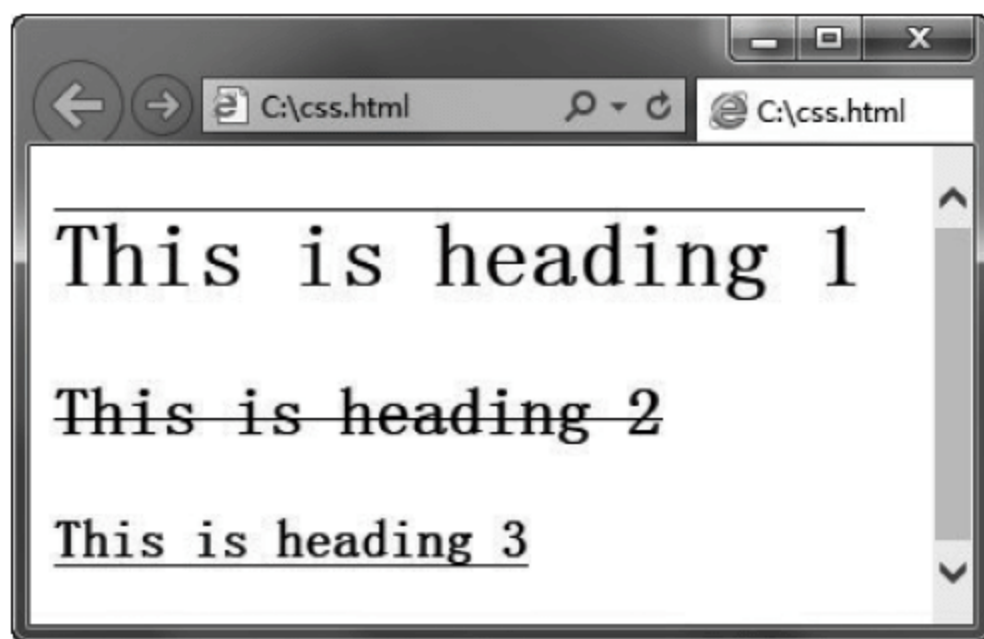 C:\css.html
C:\css.html
This is heading 1
This is heading 2
This is heading 3